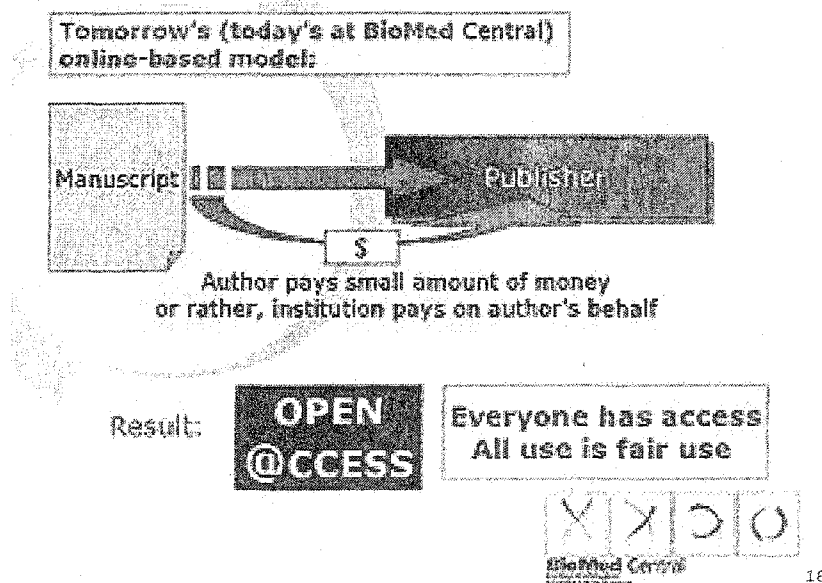 Tomorrow's (today's at BioMed Central)
online-based model:
Manuscript
Publisher
$
Author pays small amount of money
or rather, institution pays on author's behalf
Result:
OPEN
@CCESS
Everyone has access
All use is fair use
BioMed Central